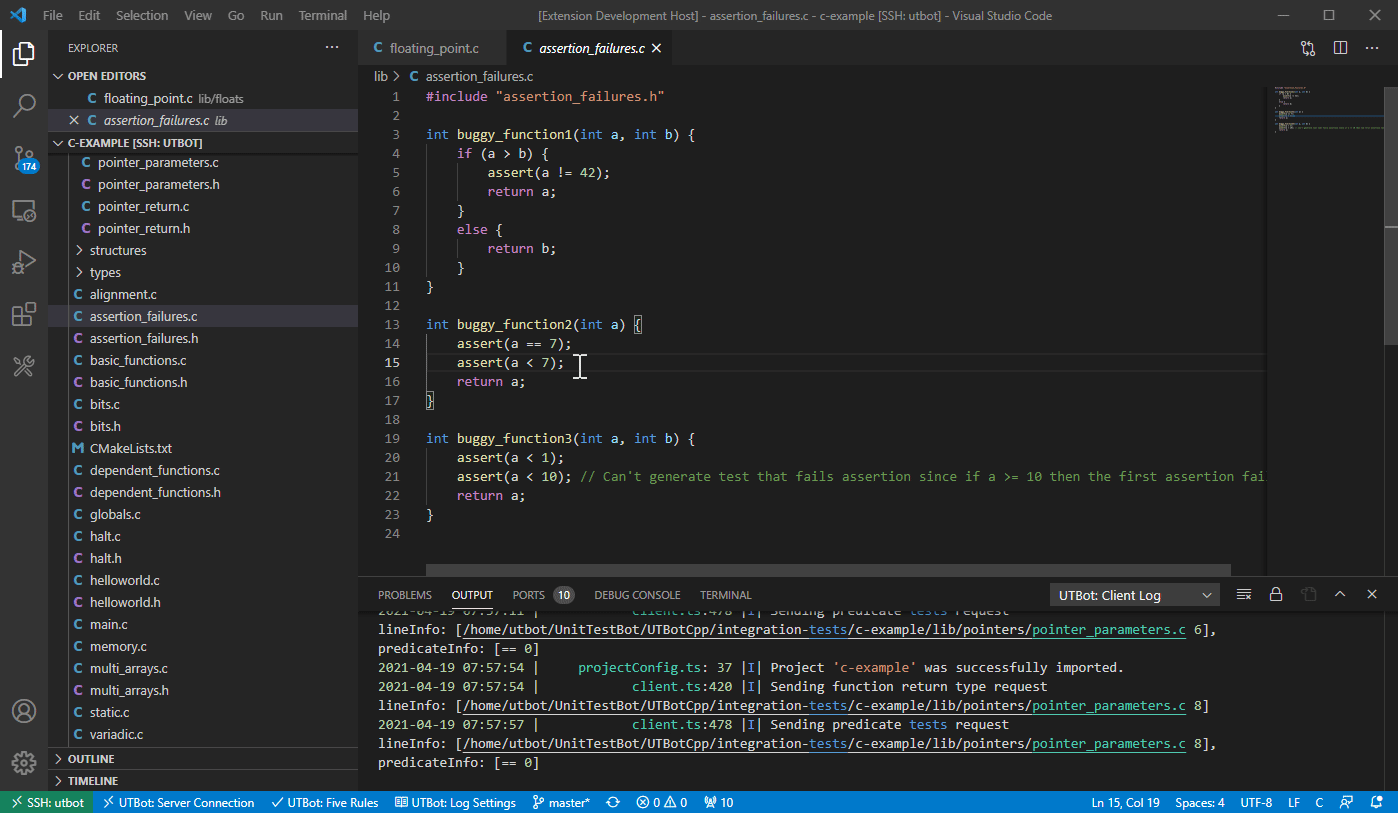 File Edit Selection View Go Run Terminal Help [Extension Development Host] - assertion_failures.c - c-example [SSH: utbot] - Visual Studio Code
EXPLORER
OPEN EDITORS
floating_point.c lib/floats
assertion_failures.c lib
C-EXAMPLE [SSH: UTBOT]
174
C pointer_parameters.c
C pointer_parameters.h
C pointer_return.c
C pointer_return.h
structures
types
C alignment.c
C assertion_failures.c
C assertion_failures.h
C basic_functions.c
C basic_functions.h
C bits.c
C bits.h
M CMakeLists.txt
C dependent_functions.c
C dependent_functions.h
C globals.c
C halt.c
C halt.h
C helloworld.c
C helloworld.h
C main.c
C memory.c
C multi_arrays.c
C multi_arrays.h
C static.c
C variadic.c
OUTLINE
TIMELINE
C floating_point.c C assertion_failures.c
lib > C assertion_failures.c
1 #include "assertion_failures.h"
2
3 int buggy_function1(int a, int b) {
4 if (a > b) {
5 assert(a != 42);
6 return a;
7 }
8 else {
9 return b;
10 }
11 }
12
13 int buggy_function2(int a) {
14 assert(a == 7);
15 assert(a < 7);
16 return a;
17 }
18
19 int buggy_function3(int a, int b) {
20 assert(a < 1);
21 assert(a < 10); // Can't generate test that fails assertion since if a >= 10 then the first assertion fai
22 return a;
23 }
24
PROBLEMS OUTPUT PORTS 10 DEBUG CONSOLE TERMINAL UTBot: Client Log
2021-04-19 07:57:11 | client.ts:478 |I| Sending predicate tests request
lineInfo: [/home/utbot/UnitTestBot/UTBotCpp/integration-tests/c-example/lib/pointers/pointer_parameters.c 6],
predicateInfo: [== 0]
2021-04-19 07:57:54 | projectConfig.ts: 37 |I| Project 'c-example' was successfully imported.
2021-04-19 07:57:54 | client.ts:420 |I| Sending function return type request
lineInfo: [/home/utbot/UnitTestBot/UTBotCpp/integration-tests/c-example/lib/pointers/pointer_parameters.c 8]
2021-04-19 07:57:57 | client.ts:478 |I| Sending predicate tests request
lineInfo: [/home/utbot/UnitTestBot/UTBotCpp/integration-tests/c-example/lib/pointers/pointer_parameters.c 8],
predicateInfo: [== 0]
SSH: utbot UTBot: Server Connection UTBot: Five Rules UTBot: Log Settings master* 0 0 10 Ln 15, Col 19 Spaces: 4 UTF-8 LF C